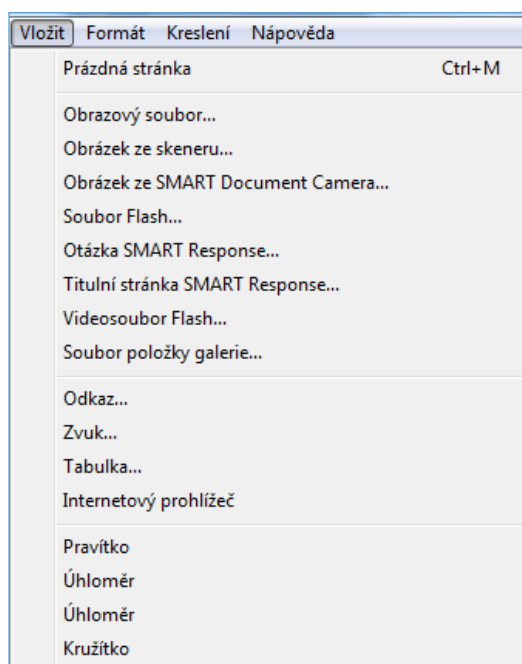 Vložit Formát Kreslení Nápověda
Prázdná stránka Ctrl+M
Obrazový soubor...
Obrázek ze skeneru...
Obrázek ze SMART Document Camera...
Soubor Flash...
Otázka SMART Response...
Titulní stránka SMART Response...
Videosoubor Flash...
Soubor položky galerie...
Odkaz...
Zvuk...
Tabulka...
Internetový prohlížeč
Pravítko
Úhloměr
Úhloměr
Kružítko